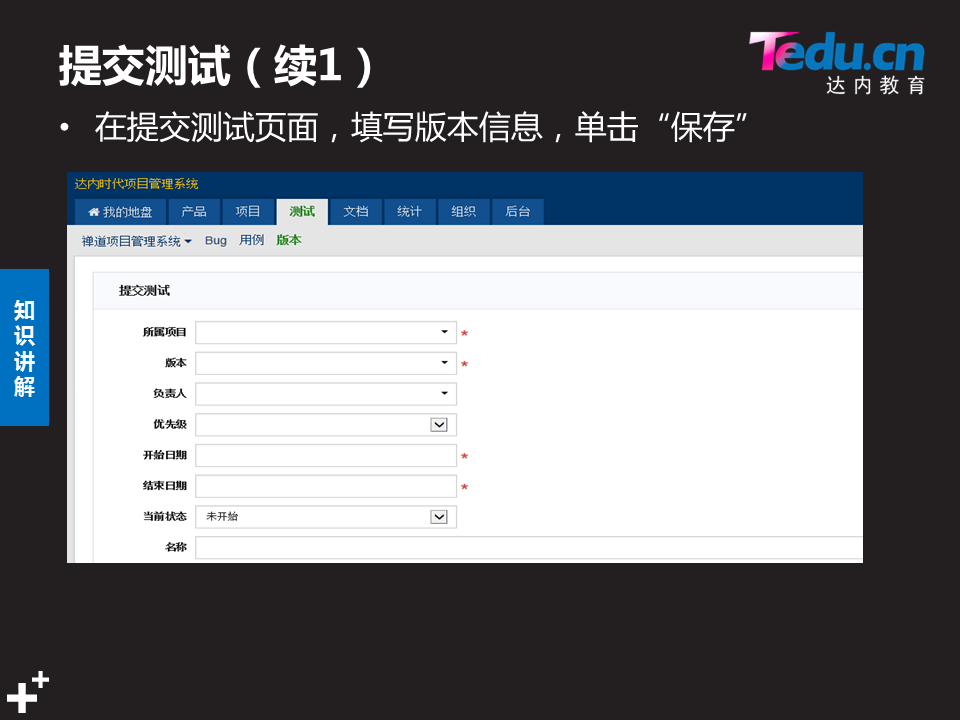 提交测试（续1）
Tedu.cn
达内教育
• 在提交测试页面，填写版本信息，单击“保存”
达内时代项目管理系统
我的地盘 产品 项目 测试 文档 统计 组织 后台
禅道项目管理系统 Bug 用例 版本
提交测试
所属项目 *
版本 *
负责人
优先级
开始日期 *
结束日期 *
当前状态 未开始
名称
知识讲解